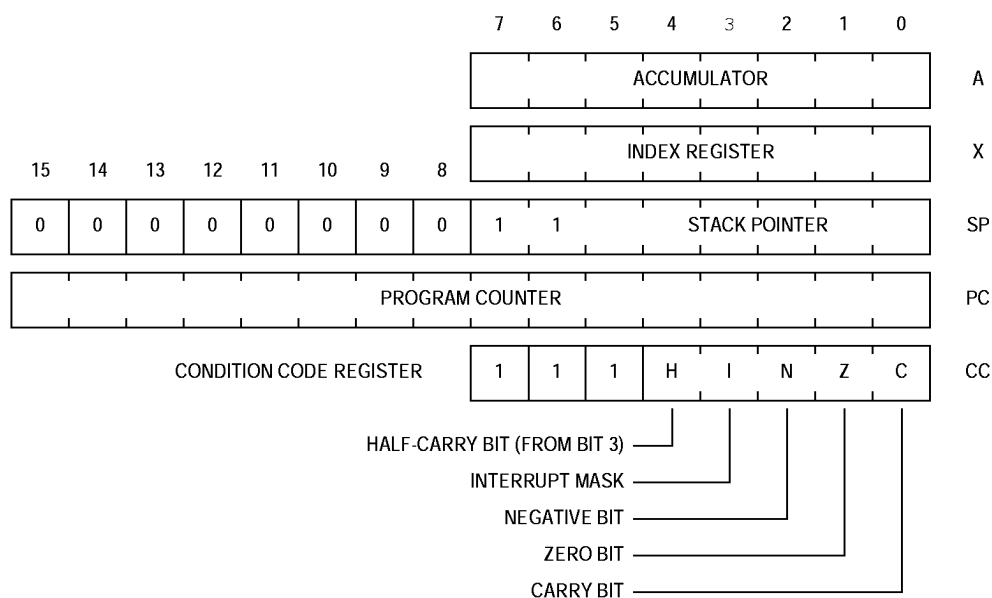 7 6 5 4 3 2 1 0
ACCUMULATOR A
INDEX REGISTER X
15 14 13 12 11 10 9 8
0 0 0 0 0 0 0 0 1 1 STACK POINTER SP
PROGRAM COUNTER PC
CONDITION CODE REGISTER 1 1 1 H I N Z C CC
HALF-CARRY BIT (FROM BIT 3)
INTERRUPT MASK
NEGATIVE BIT
ZERO BIT
CARRY BIT